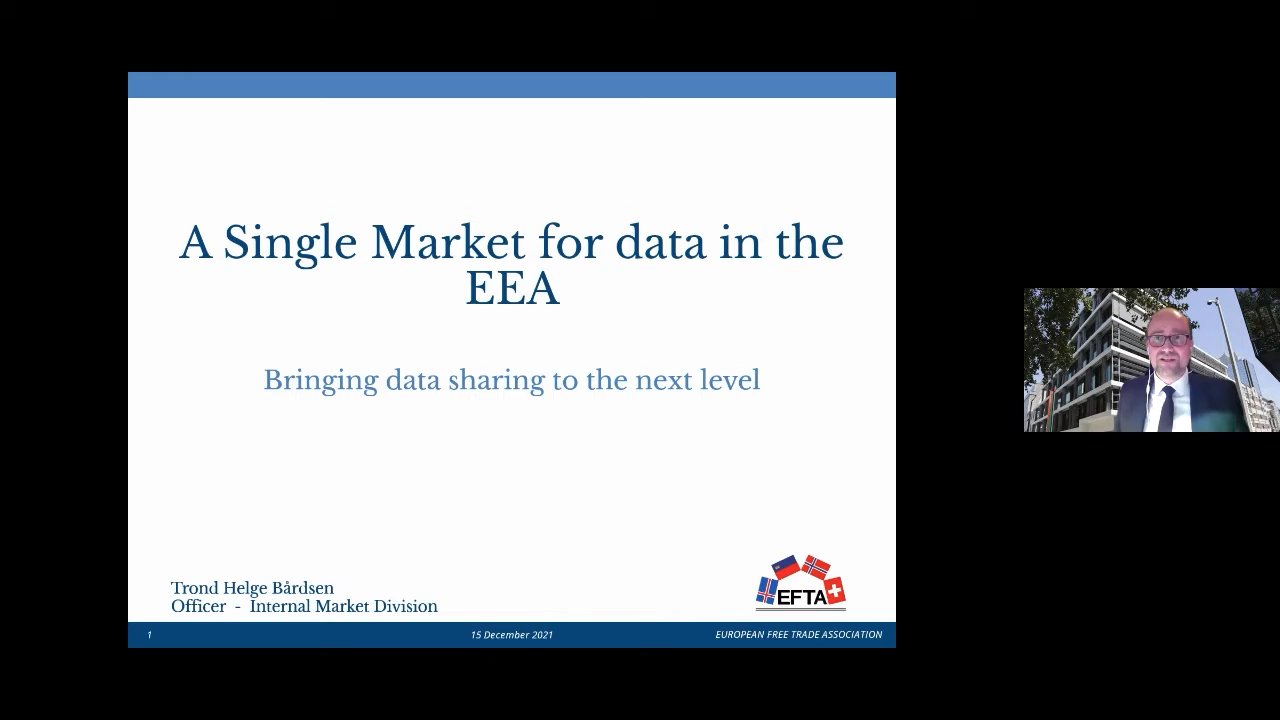 A Single Market for data in the
EEA
Bringing data sharing to the next level
Trond Helge Bårdsen
Officer - Internal Market Division
EFTA
1
15 December 2021
EUROPEAN FREE TRADE ASSOCIATION